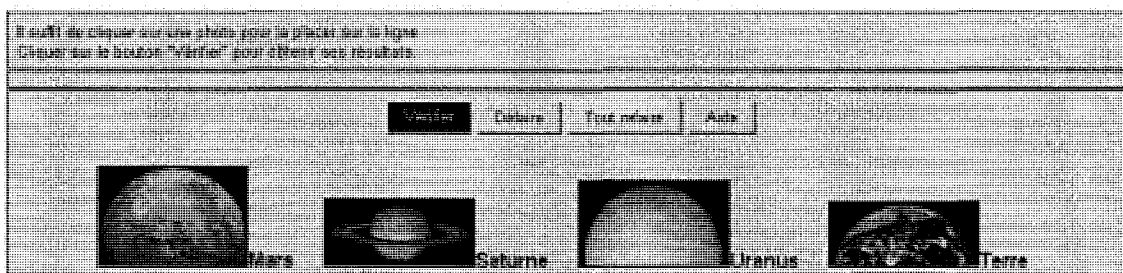 Il suffit de cliquer sur une photo pour la placer sur la ligne
Cliquer sur le bouton "Vérifier" pour obtenir ses résultats.
Vérifier Tout refaire Aide
Mars Saturne Uranus Terre